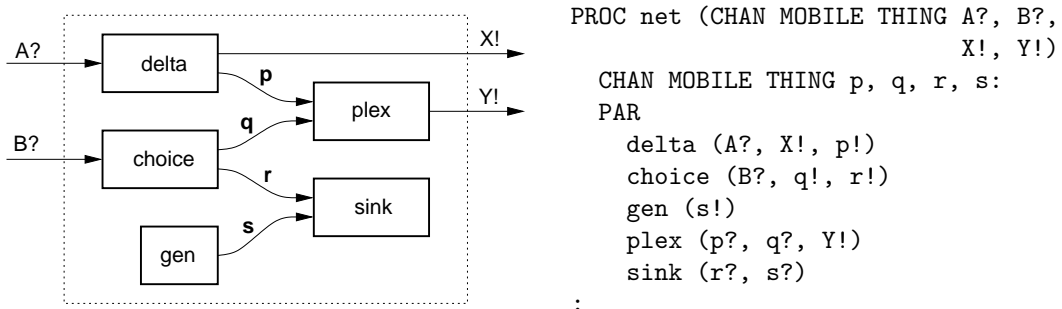 A?
delta
X!
p
plex
Y!
q
B?
choice
r
sink
s
gen
PROC net (CHAN MOBILE THING A?, B?,
X!, Y!)
CHAN MOBILE THING p, q, r, s:
PAR
delta (A?, X!, p!)
choice (B?, q!, r!)
gen (s!)
plex (p?, q?, Y!)
sink (r?, s?)
: